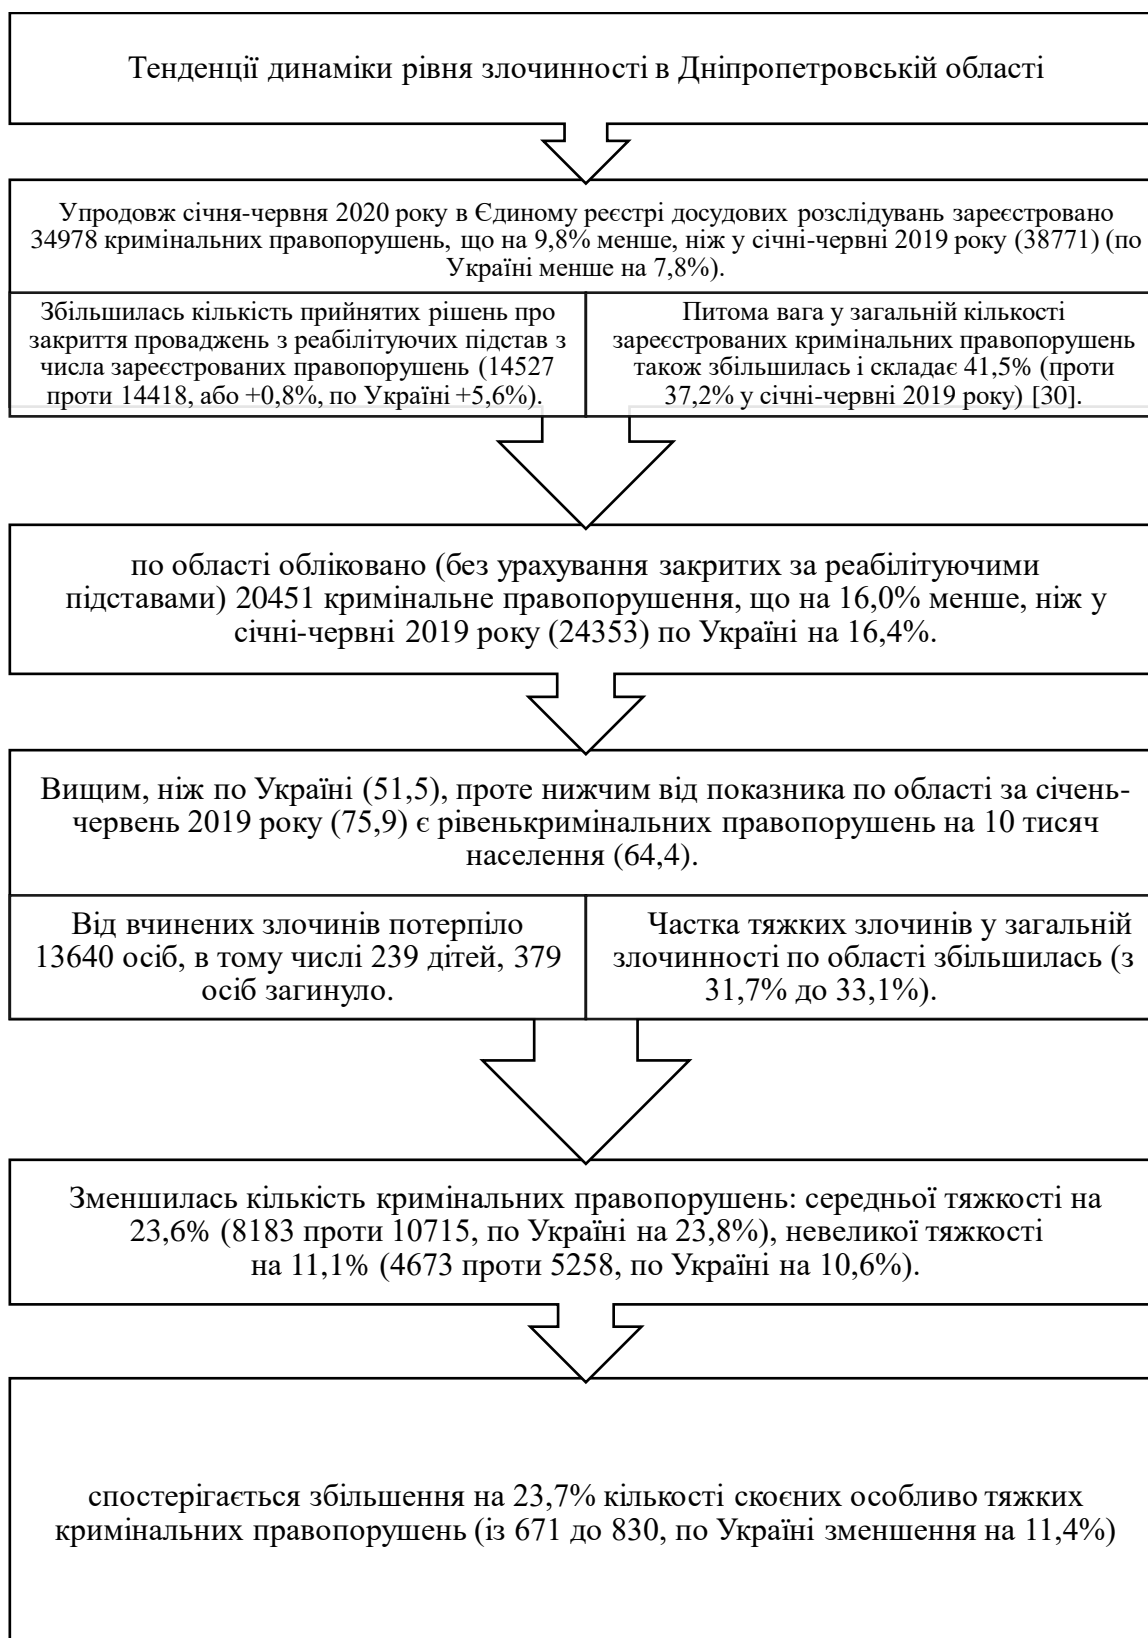 Тенденції динаміки рівня злочинності в Дніпропетровській області
Упродовж січня-червня 2020 року в Єдиному реєстрі досудових розслідувань зареєстровано
34978 кримінальних правопорушень, що на 9,8% менше, ніж у січні-червні 2019 року (38771) (по
Україні менше на 7,8%).
Збільшилась кількість прийнятих рішень про
закриття проваджень з реабілітуючих підстав з
числа зареєстрованих правопорушень (14527
проти 14418, або +0,8%, по Україні +5,6%).
Питома вага у загальній кількості
зареєстрованих кримінальних правопорушень
також збільшилась і складає 41,5% (проти
37,2% у січні-червні 2019 року) [30].
по області обліковано (без урахування закритих за реабілітуючими
підставами) 20451 кримінальне правопорушення, що на 16,0% менше, ніж у
січні-червні 2019 року (24353) по Україні на 16,4%.
Вищим, ніж по Україні (51,5), проте нижчим від показника по області за січень-
червень 2019 року (75,9) є рівенькримінальних правопорушень на 10 тисяч
населення (64,4).
Від вчинених злочинів потерпіло
13640 осіб, в тому числі 239 дітей, 379
осіб загинуло.
Частка тяжких злочинів у загальній
злочинності по області збільшилась (з
31,7% до 33,1%).
Зменшилась кількість кримінальних правопорушень: середньої тяжкості на
23,6% (8183 проти 10715, по Україні на 23,8%), невеликої тяжкості
на 11,1% (4673 проти 5258, по Україні на 10,6%).
спостерігається збільшення на 23,7% кількості скоєних особливо тяжких
кримінальних правопорушень (із 671 до 830, по Україні зменшення на 11,4%)